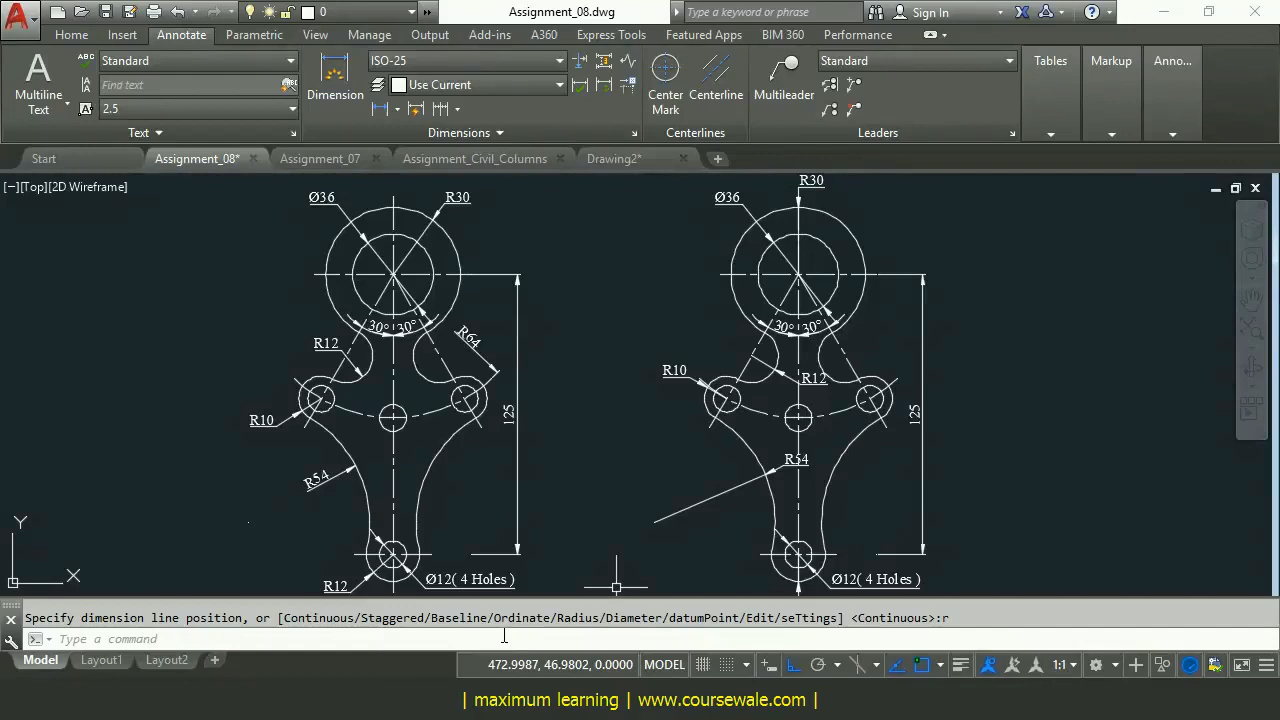 0
Assignment_08.dwg
Type a keyword or phrase
Sign In
Home
Insert
Annotate
Parametric
View
Manage
Output
Add-ins
A360
Express Tools
Featured Apps
BIM 360
Performance
A
Multiline
Text
ABC
Standard
Find text
2.5
Text
Dimension
ISO-25
Use Current
Dimensions
Center
Mark
Centerline
Centerlines
Multileader
Standard
Leaders
Tables
Markup
Anno...
Start
Assignment_08*
Assignment_07
Assignment_Civil_Columns
Drawing2*
[−][Top][2D Wireframe]
Ø36
R30
30°
30°
R64
R12
R10
125
R54
Ø12( 4 Holes )
R12
R30
Ø36
30°
30°
R10
R12
125
R54
Ø12( 4 Holes )
Y
X
Specify dimension line position, or [Continuous/Staggered/Baseline/Ordinate/Radius/Diameter/datumPoint/Edit/seTtings] <Continuous>:r
Type a command
Model
Layout1
Layout2
472.9987, 46.9802, 0.0000
MODEL
1:1
| maximum learning | www.coursewale.com |